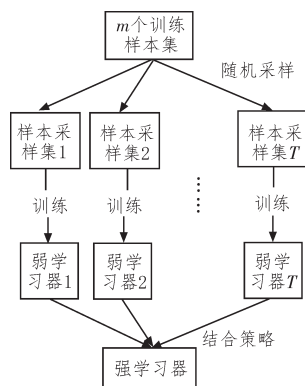 m个训练
样本集
随机采样
样本采
样集1
样本采
样集2
样本采
样集T
训练
训练
训练
弱学
习器1
弱学
习器2
弱学
习器T
结合策略
强学习器